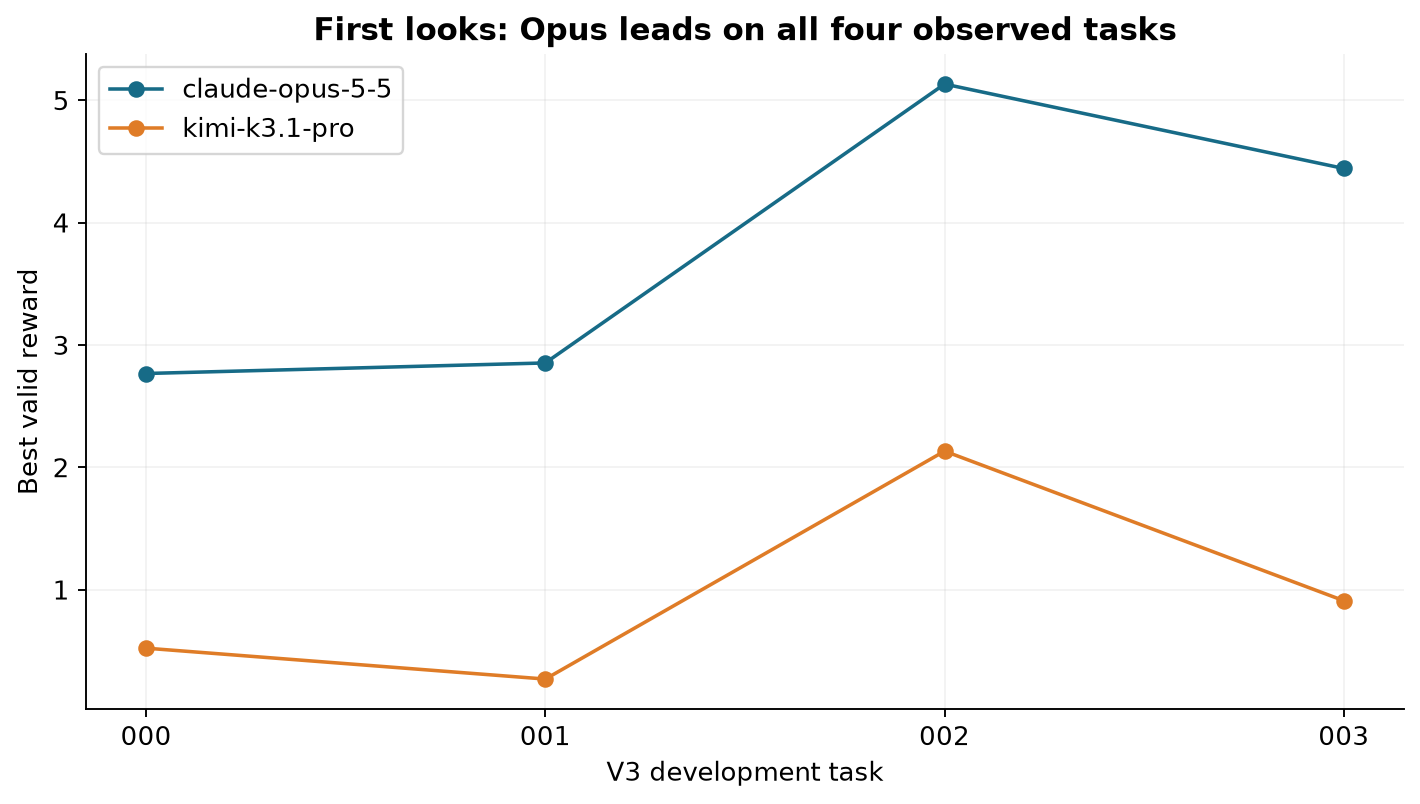 First looks: Opus leads on all four observed tasks
claude-opus-5-5
kimi-k3.1-pro
Best valid reward
5
4
3
2
1
000 001 002 003
V3 development task